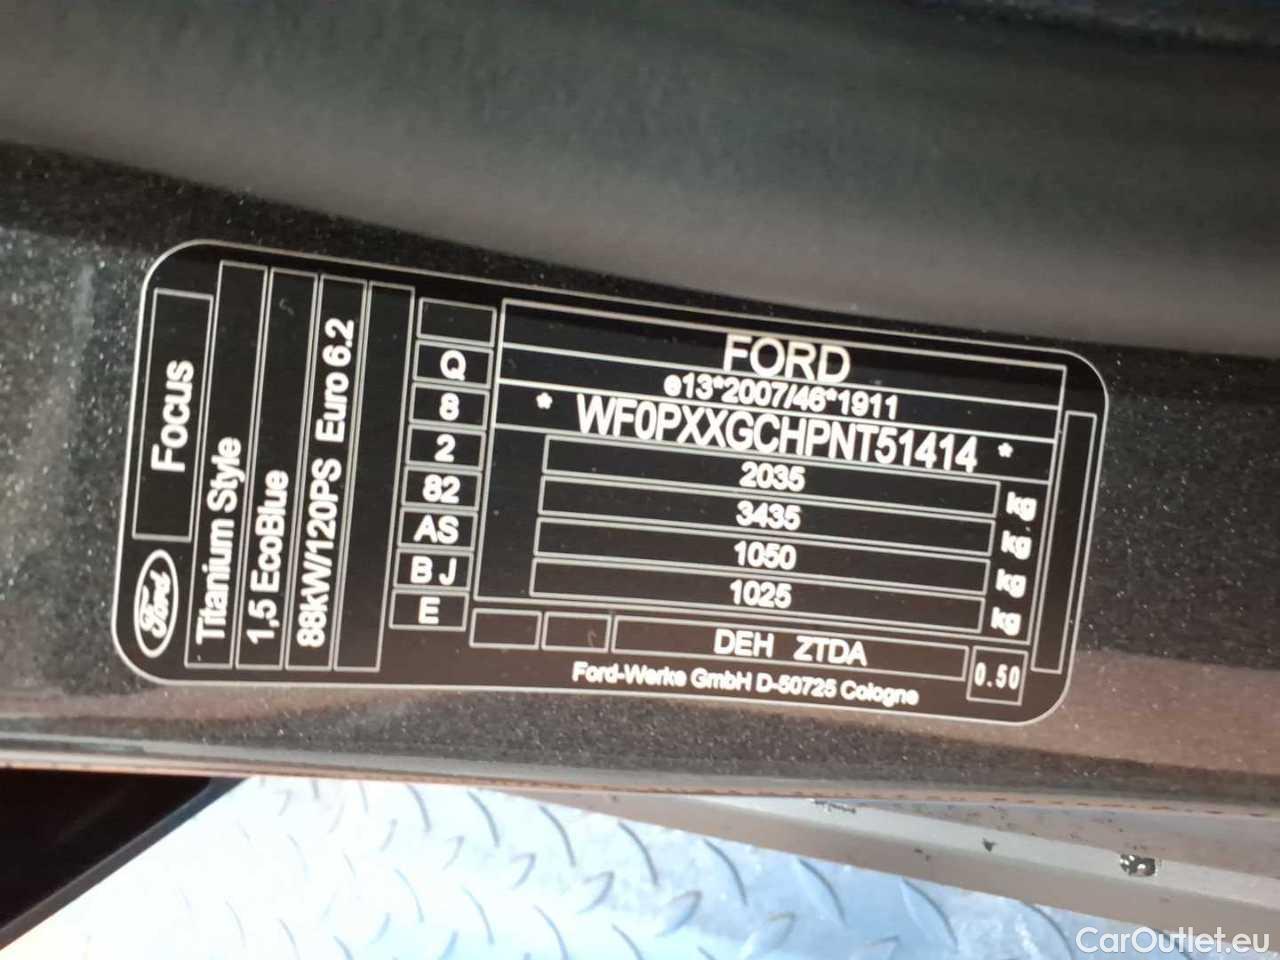 Focus
Ford
Titanium Style
1,5 EcoBlue
88kW/120PS Euro 6.2
Q
8
2
82
AS
BJ
E
FORD
e13*2007/46*1911
* WF0PXXGCHPNT51414 *
2035 kg
3435 kg
1050 kg
1025 kg
DEH ZTDA
0.50
Ford-Werke GmbH D-50725 Cologne
CarOutlet.eu